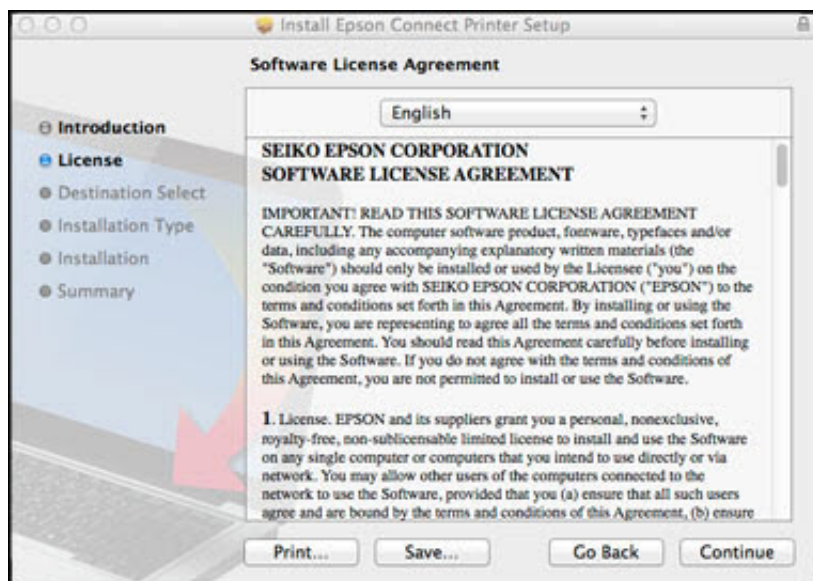 Install Epson Connect Printer Setup
Software License Agreement
Introduction
License
Destination Select
Installation Type
Installation
Summary
English
SEIKO EPSON CORPORATION
SOFTWARE LICENSE AGREEMENT
IMPORTANT! READ THIS SOFTWARE LICENSE AGREEMENT
CAREFULLY. The computer software product, fontware, typefaces and/or
data, including any accompanying explanatory written materials (the
"Software") should only be installed or used by the Licensee ("you") on the
condition you agree with SEIKO EPSON CORPORATION ("EPSON") to the
terms and conditions set forth in this Agreement. By installing or using the
Software, you are representing to agree all the terms and conditions set forth
in this Agreement. You should read this Agreement carefully before installing
or using the Software. If you do not agree with the terms and conditions of
this Agreement, you are not permitted to install or use the Software.
1. License. EPSON and its suppliers grant you a personal, nonexclusive,
royalty-free, non-sublicensable limited license to install and use the Software
on any single computer or computers that you intend to use directly or via
network. You may allow other users of the computers connected to the
network to use the Software, provided that you (a) ensure that all such users
agree and are bound by the terms and conditions of this Agreement, (b) ensure
Print...
Save...
Go Back
Continue